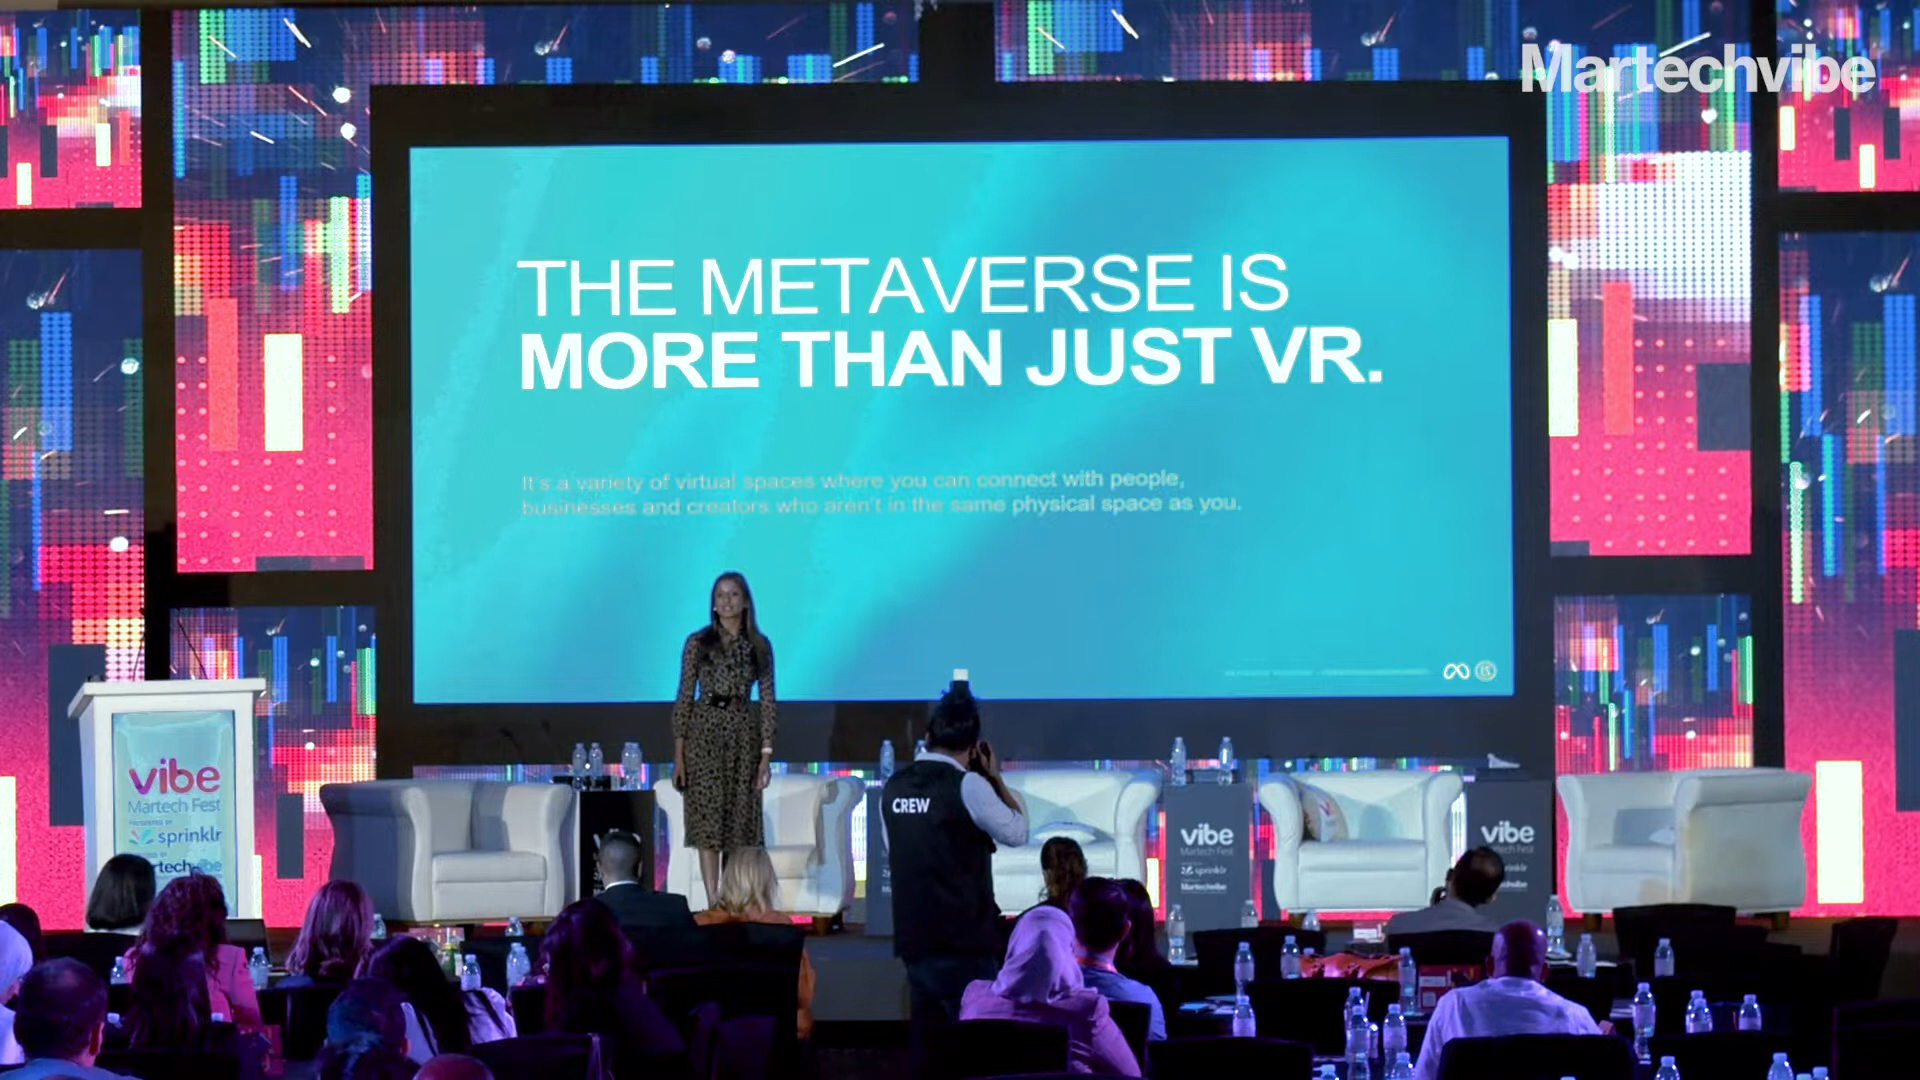 Martechvibe
THE METAVERSE IS
MORE THAN JUST VR.
It's a variety of virtual spaces where you can connect with people,
businesses and creators who aren't in the same physical space as you.
vibe
Martech Fest
PRESENTED BY
sprinklr
CREW
vibe
Martech Fest
sprinklr
Martechvibe
vibe